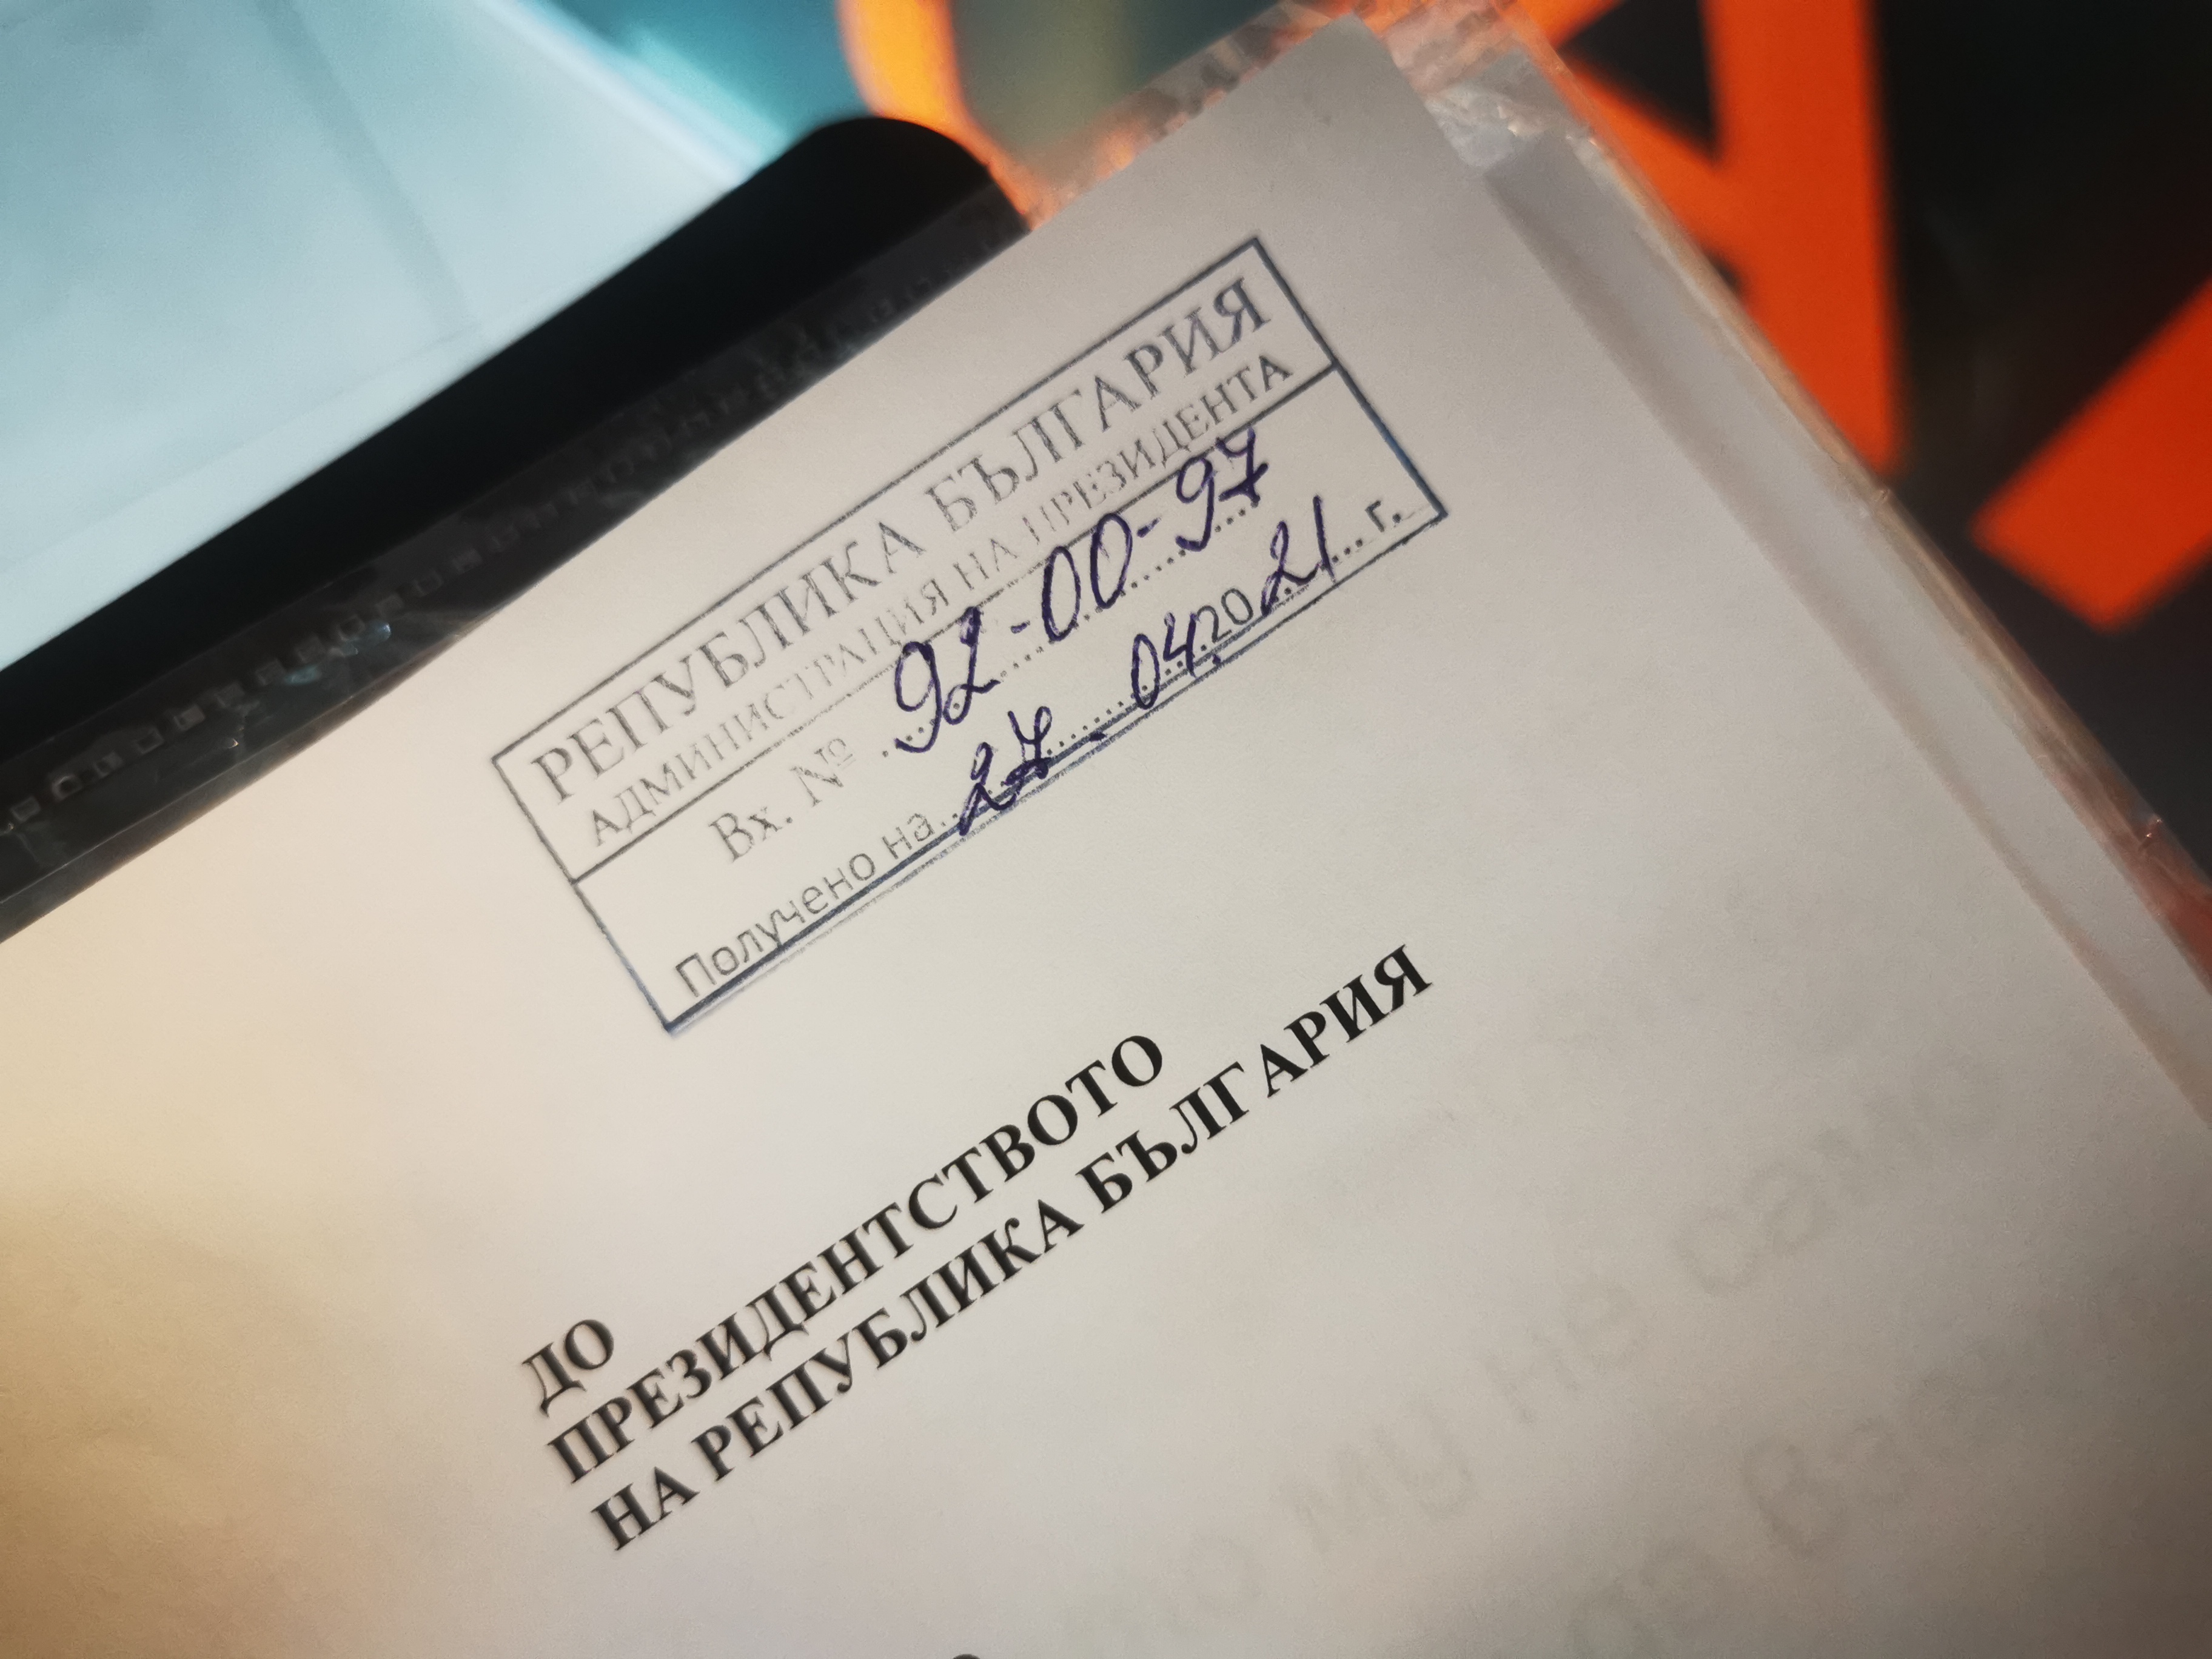 РЕПУБЛИКА БЪЛГАРИЯ
АДМИНИСТРАЦИЯ НА ПРЕЗИДЕНТА
Вх. № 92-00-97
Получено на 27. 04. 2021 г.
ДО
ПРЕЗИДЕНТСТВОТО
НА РЕПУБЛИКА БЪЛГАРИЯ